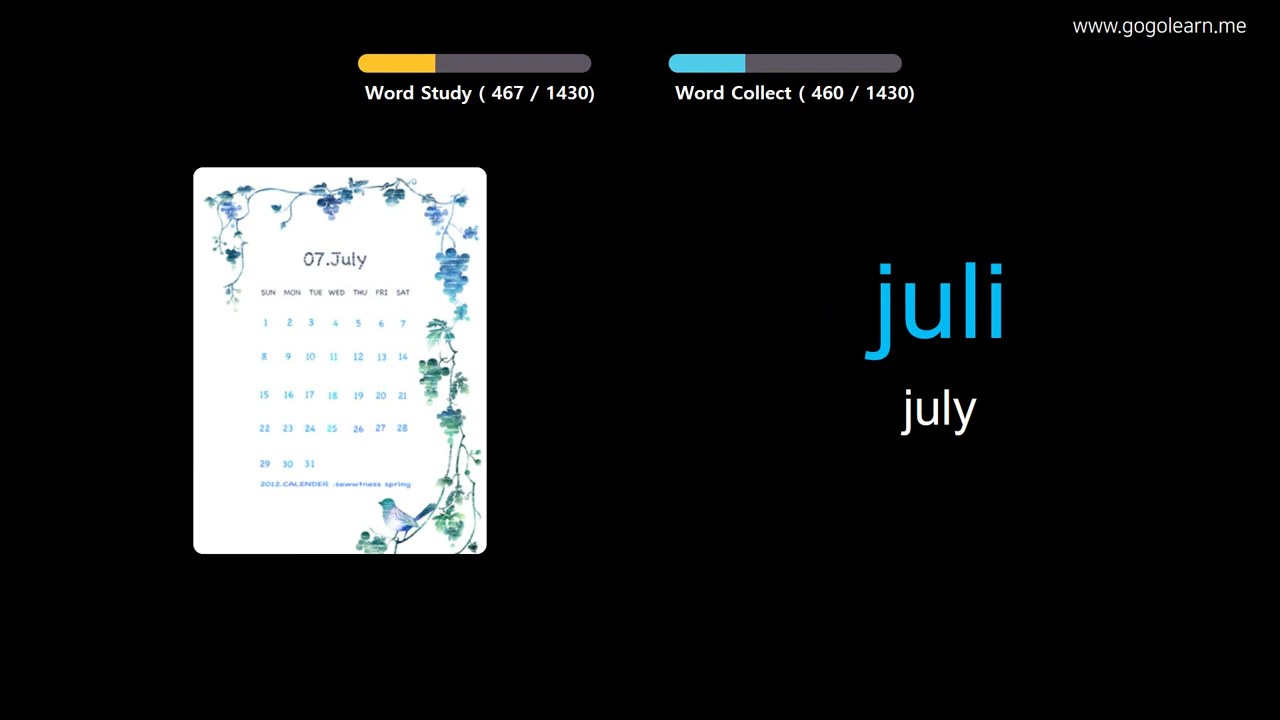 www.gogolearn.me
Word Study ( 467 / 1430)
Word Collect ( 460 / 1430)
07.July
SUN MON TUE WED THU FRI SAT
1 2 3 4 5 6 7
8 9 10 11 12 13 14
15 16 17 18 19 20 21
22 23 24 25 26 27 28
29 30 31
2012.CALENDER .sewwtness spring
juli
july